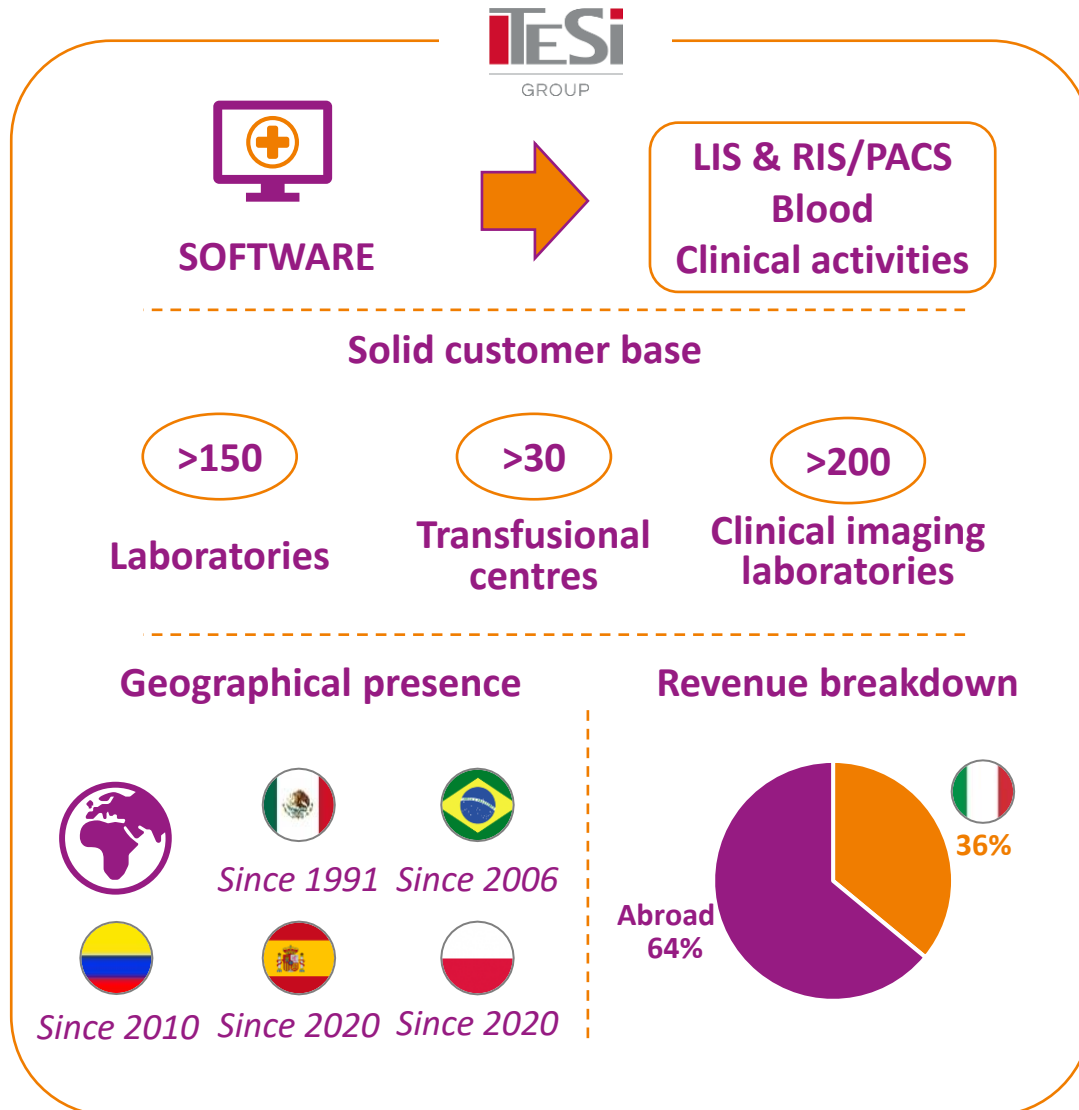 iTeSi
GROUP
SOFTWARE
LIS & RIS/PACS
Blood
Clinical activities
Solid customer base
>150
>30
>200
Laboratories
Transfusional
centres
Clinical imaging
laboratories
Geographical presence
Since 1991
Since 2006
Since 2010
Since 2020
Since 2020
Revenue breakdown
36%
Abroad
64%